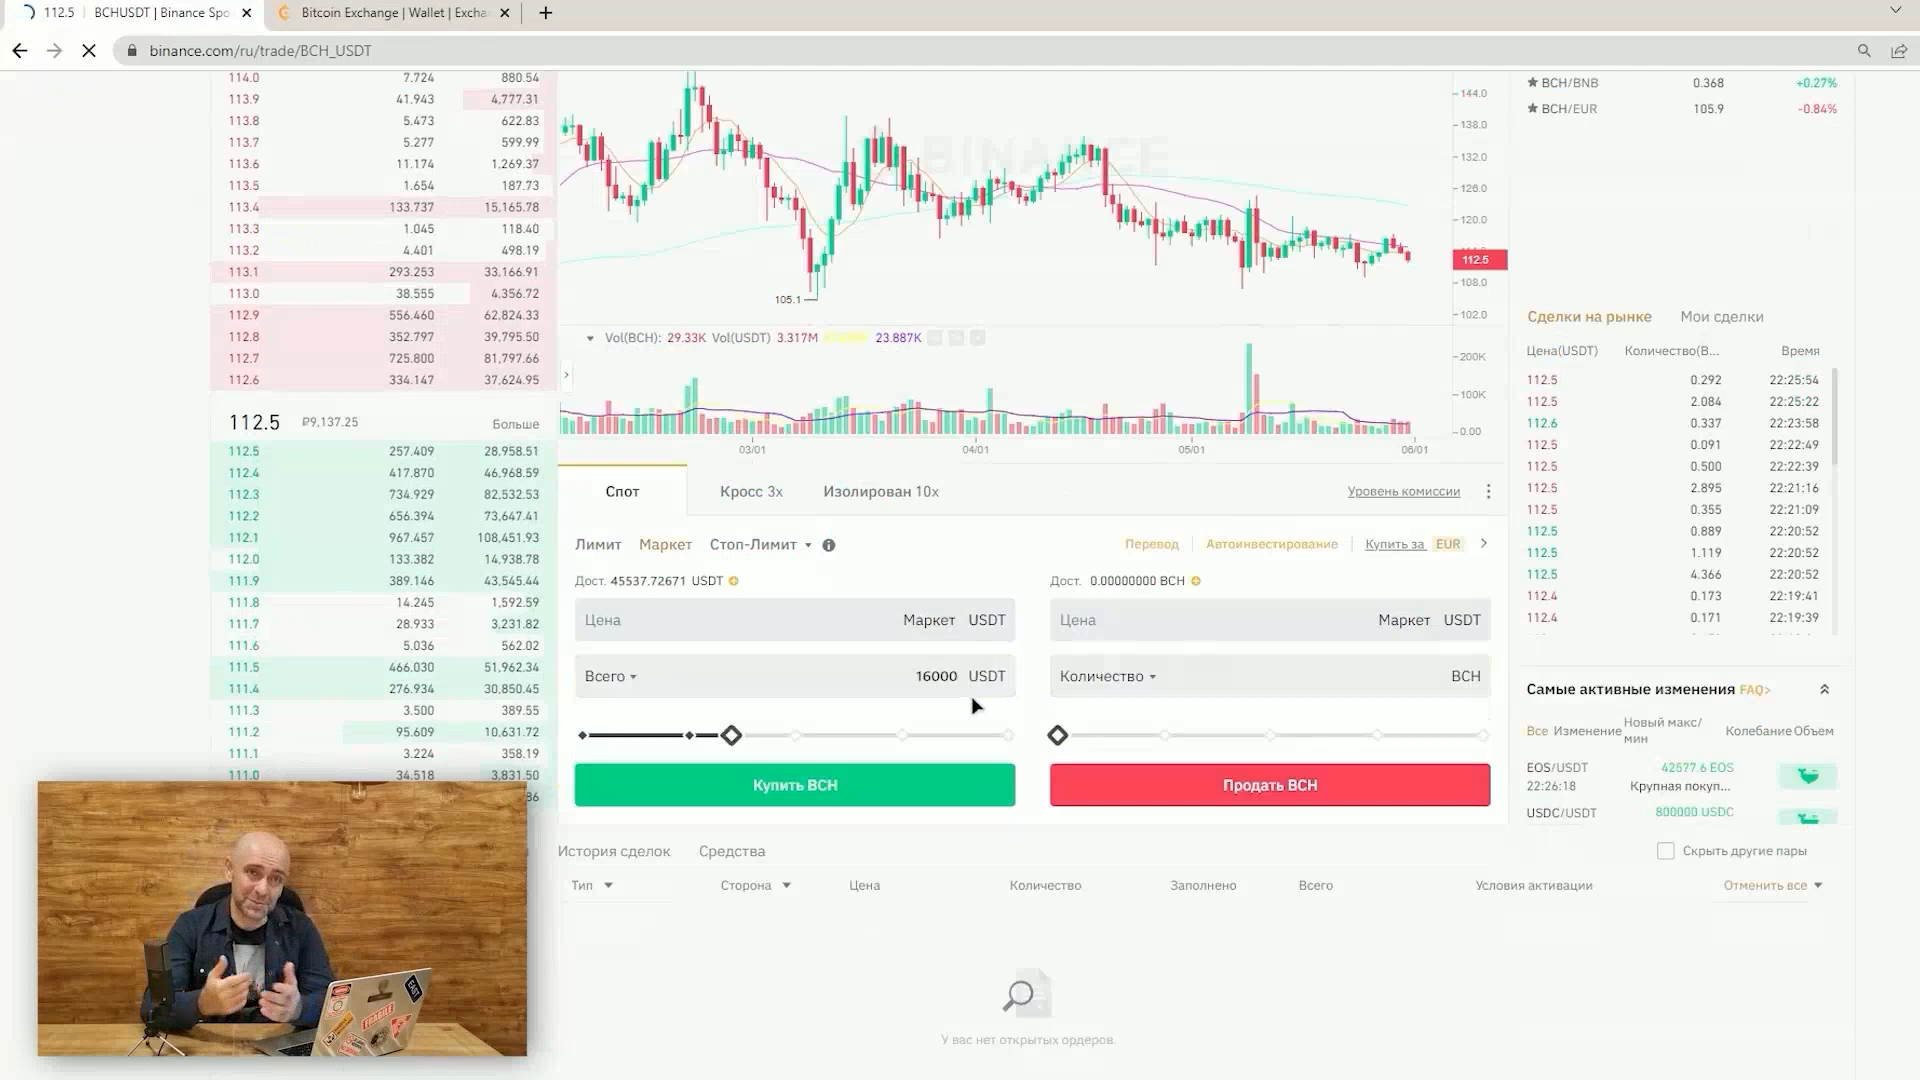 112.5 | BCHUSDT | Binance Spo
Bitcoin Exchange | Wallet | Excha
binance.com/ru/trade/BCH_USDT
114.0 7.724 880.54
113.9 41.943 4,777.31
113.8 5.473 622.83
113.7 5.277 599.99
113.6 11.174 1,269.37
113.5 1.654 187.73
113.4 133.737 15,165.78
113.3 1.045 118.40
113.2 4.401 498.19
113.1 293.253 33,166.91
113.0 38.555 4,356.72
112.9 556.460 62,824.33
112.8 352.797 39,795.50
112.7 725.800 81,797.66
112.6 334.147 37,624.95
112.5 ₽9,137.25 Больше
112.5 257.409 28,958.51
112.4 417.870 46,968.59
112.3 734.929 82,532.53
112.2 656.394 73,647.41
112.1 967.457 108,451.93
112.0 133.382 14,938.78
111.9 389.146 43,545.44
111.8 14.245 1,592.59
111.7 28.933 3,231.82
111.6 5.036 562.02
111.5 466.030 51,962.34
111.4 276.934 30,850.45
111.3 3.500 389.55
111.2 95.609 10,631.72
111.1 3.224 358.19
111.0 34.518 3,831.50
86
BINANCE
144.0
138.0
132.0
126.0
120.0
112.5
108.0
102.0
105.1
Vol(BCH): 29.33K Vol(USDT) 3.317M 23.887K
200K
100K
0.00
03/01 04/01 05/01 06/01
Спот Кросс 3x Изолирован 10x Уровень комиссии
Лимит Маркет Стоп-Лимит Перевод Автоинвестирование Купить за EUR
Дост. 45537.72671 USDT
Цена Маркет USDT
Всего 16000 USDT
Купить BCH
Дост. 0.00000000 BCH
Цена Маркет USDT
Количество BCH
Продать BCH
История сделок Средства Скрыть другие пары
Тип Сторона Цена Количество Заполнено Всего Условия активации Отменить все
У вас нет открытых ордеров.
BCH/BNB 0.368 +0.27%
BCH/EUR 105.9 -0.84%
Сделки на рынке Мои сделки
Цена(USDT) Количество(B... Время
112.5 0.292 22:25:54
112.5 2.084 22:25:22
112.6 0.337 22:23:58
112.5 0.091 22:22:49
112.5 0.500 22:22:39
112.5 2.895 22:21:16
112.5 0.355 22:21:09
112.5 0.889 22:20:52
112.5 1.119 22:20:52
112.5 4.366 22:20:52
112.4 0.173 22:19:41
112.4 0.171 22:19:39
Самые активные изменения FAQ>
Все Изменение Новый макс/мин Колебание Объем
EOS/USDT 42577.6 EOS
22:26:18 Крупная покуп...
USDC/USDT 800000 USDC
FRAGILE
EAST